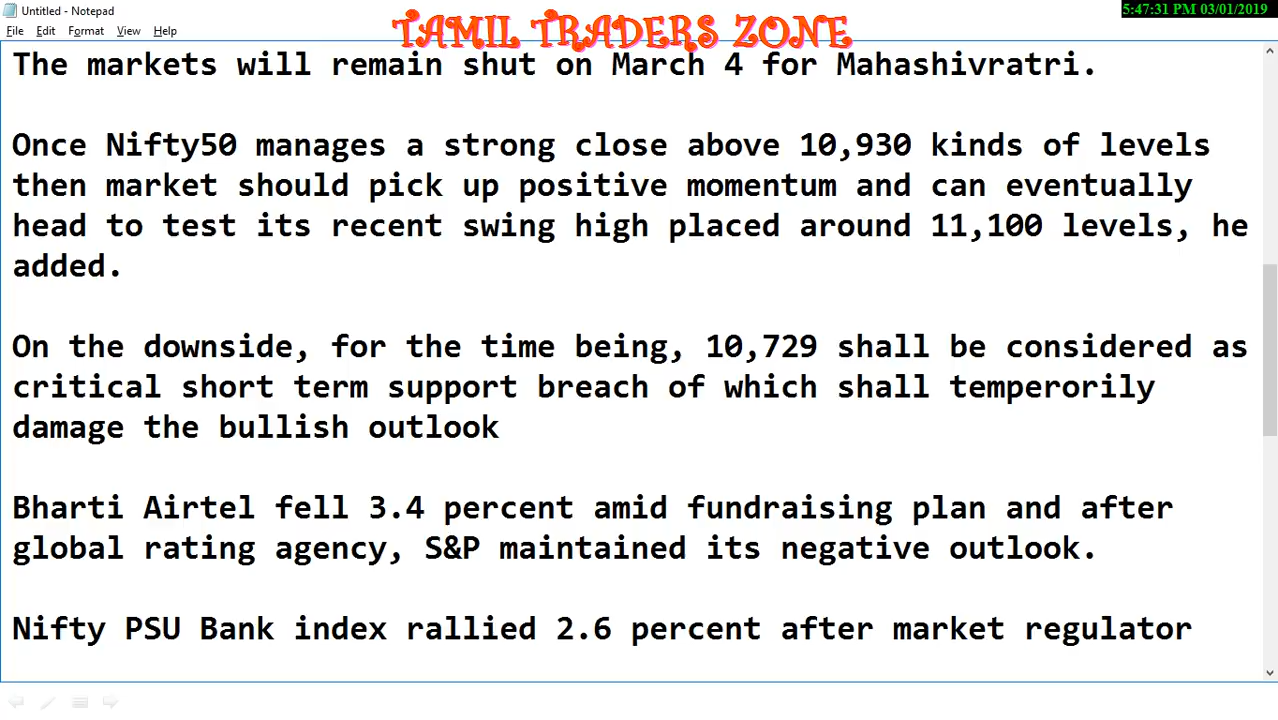 Untitled - Notepad
5:47:31 PM 03/01/2019
File Edit Format View Help
TAMIL TRADERS ZONE
The markets will remain shut on March 4 for Mahashivratri.
Once Nifty50 manages a strong close above 10,930 kinds of levels
then market should pick up positive momentum and can eventually
head to test its recent swing high placed around 11,100 levels, he
added.
On the downside, for the time being, 10,729 shall be considered as
critical short term support breach of which shall temperorily
damage the bullish outlook
Bharti Airtel fell 3.4 percent amid fundraising plan and after
global rating agency, S&P maintained its negative outlook.
Nifty PSU Bank index rallied 2.6 percent after market regulator